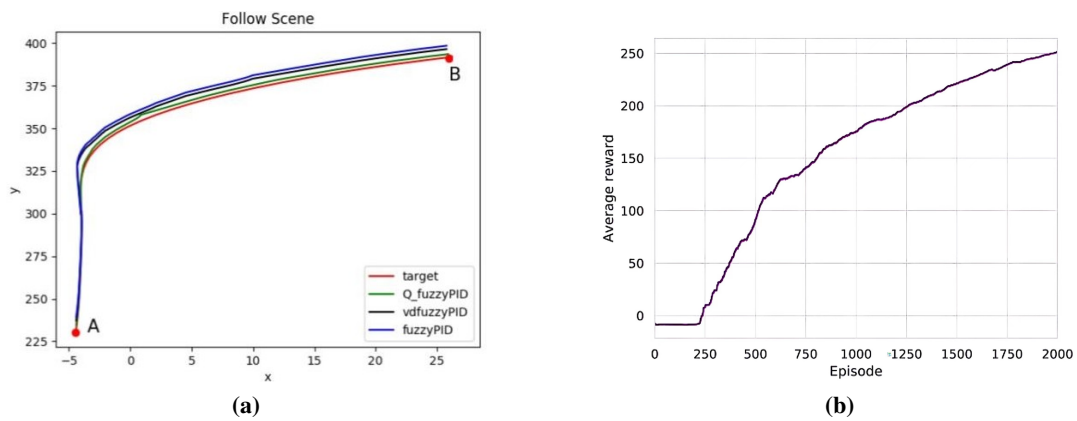 Follow Scene
400
375
350
325
300
275
250
225
y
B
A
target
Q_fuzzyPID
vdfuzzyPID
fuzzyPID
−5 0 5 10 15 20 25
x
(a)
250
200
150
100
50
0
Average reward
0 250 500 750 1000 1250 1500 1750 2000
Episode
(b)